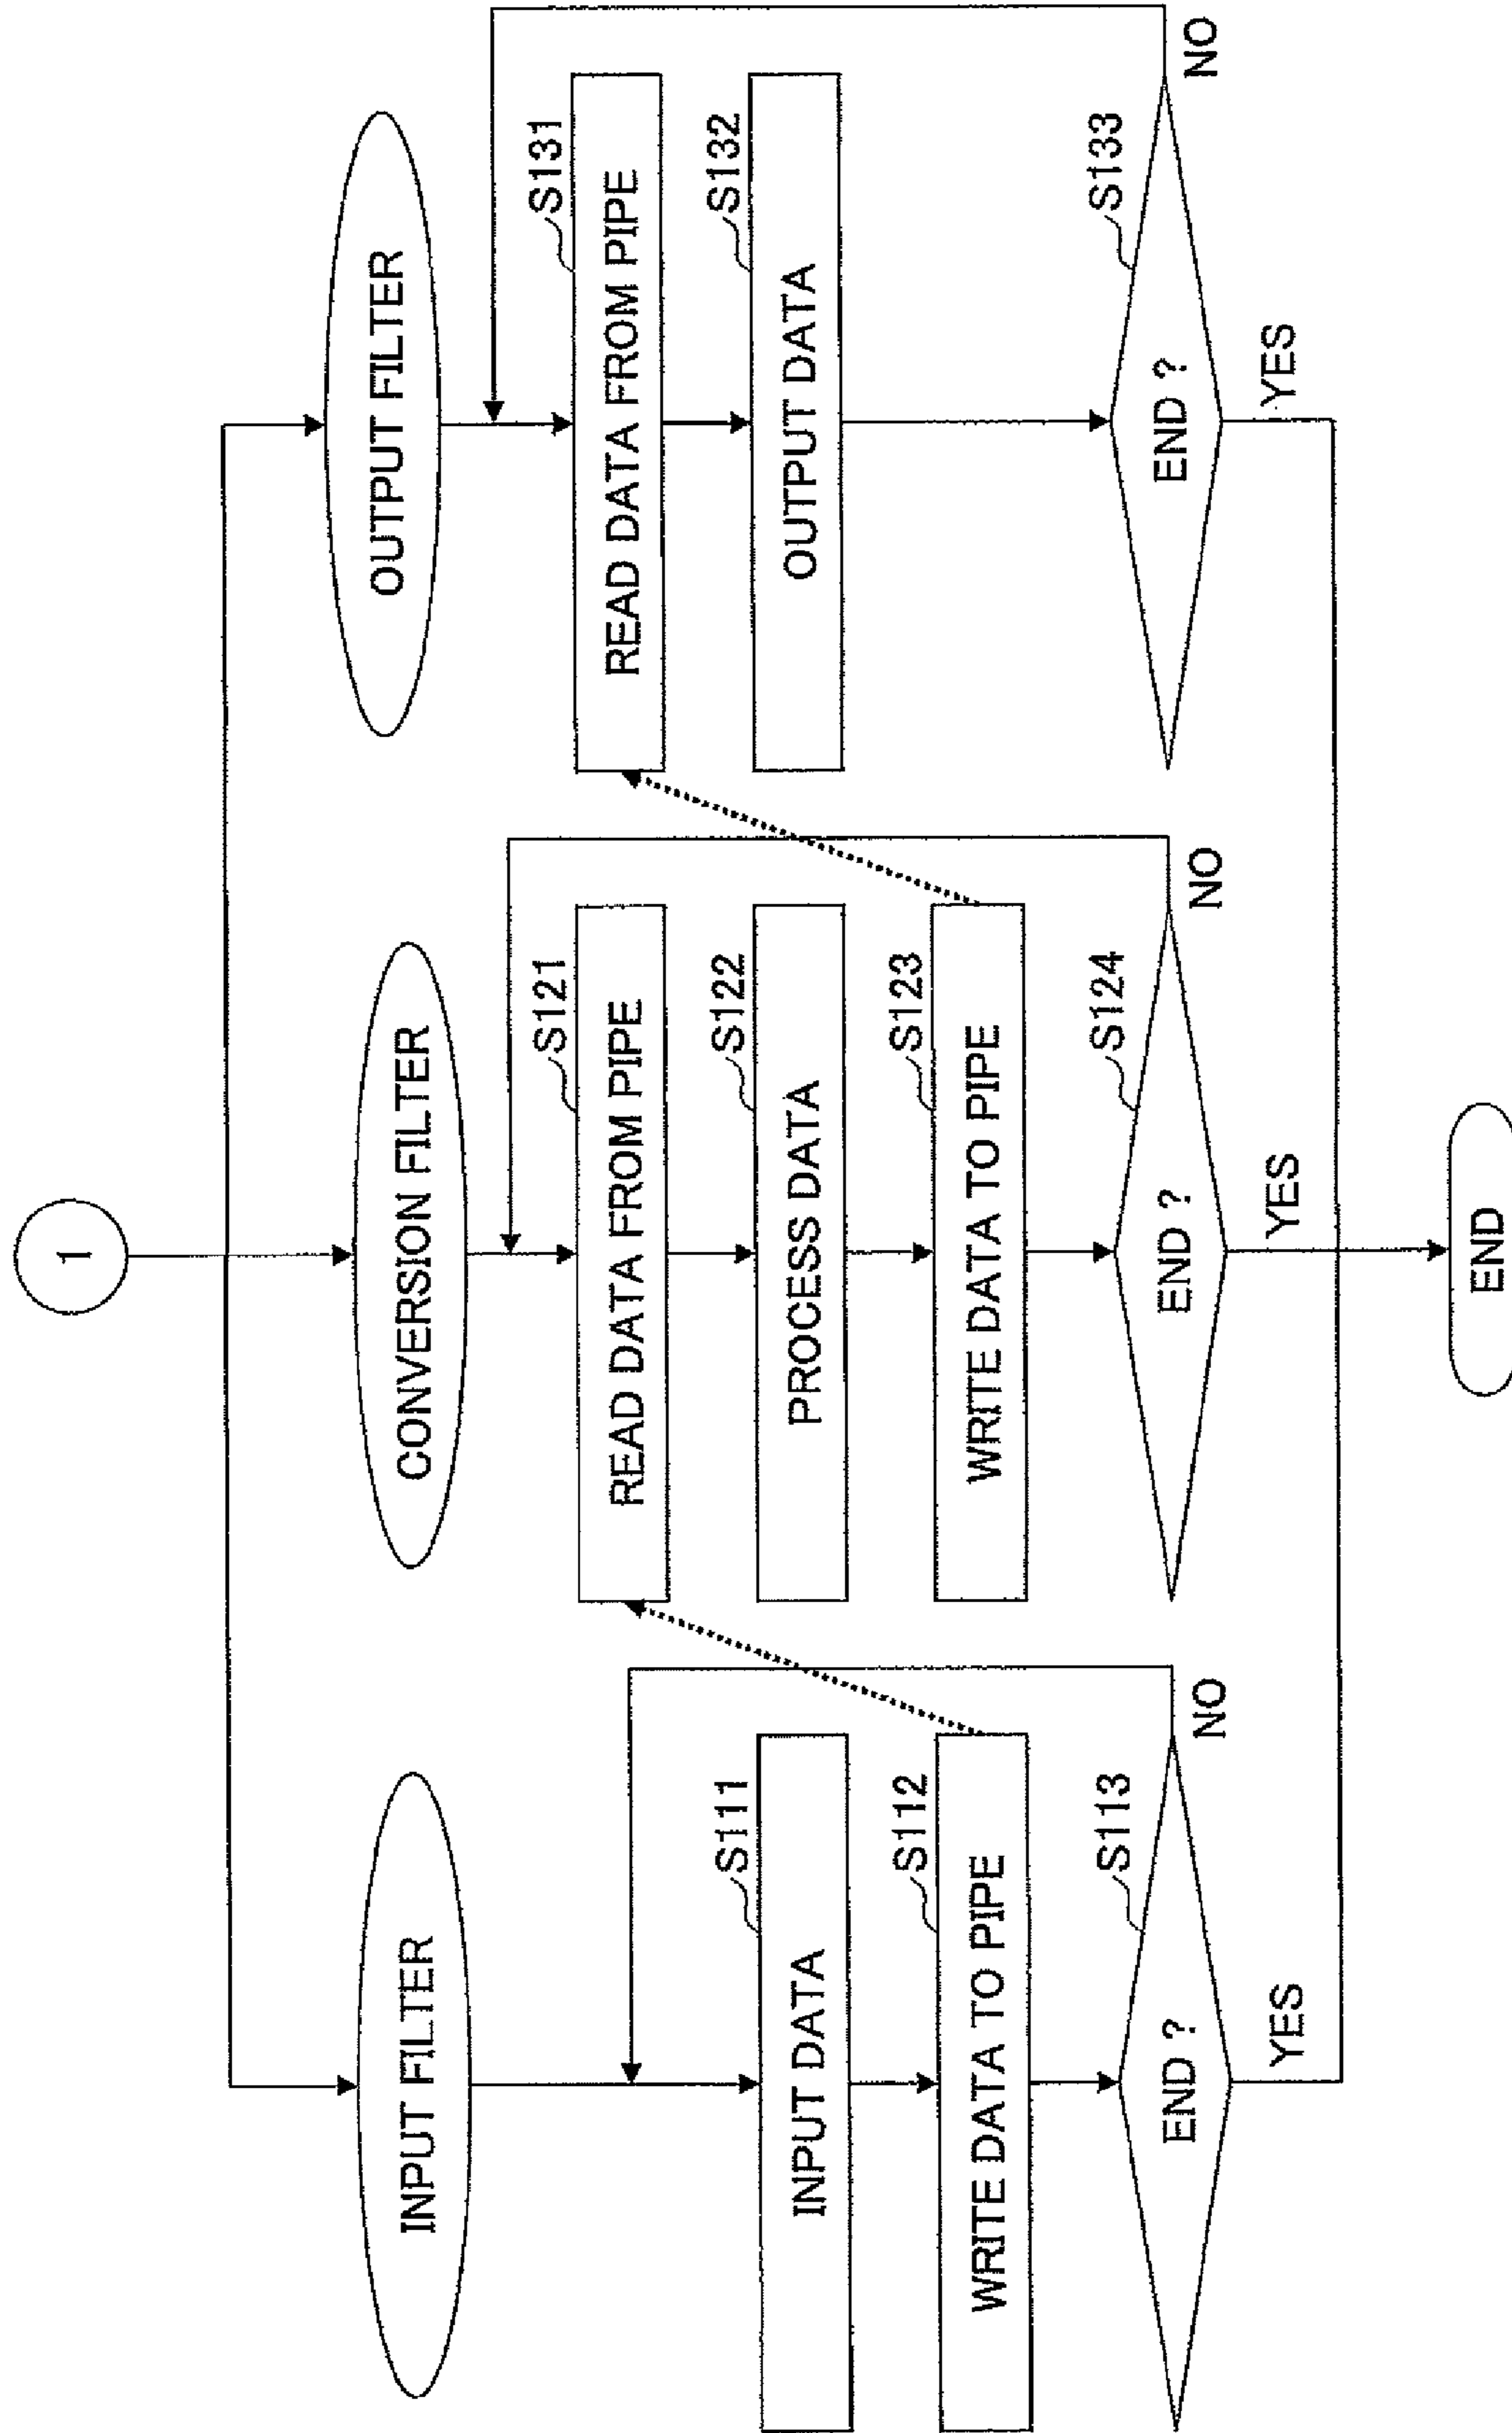 1
INPUT FILTER
S111
INPUT DATA
S112
WRITE DATA TO PIPE
S113
END ?
NO
YES
CONVERSION FILTER
S121
READ DATA FROM PIPE
S122
PROCESS DATA
S123
WRITE DATA TO PIPE
S124
END ?
NO
YES
OUTPUT FILTER
S131
READ DATA FROM PIPE
S132
OUTPUT DATA
S133
END ?
NO
YES
END